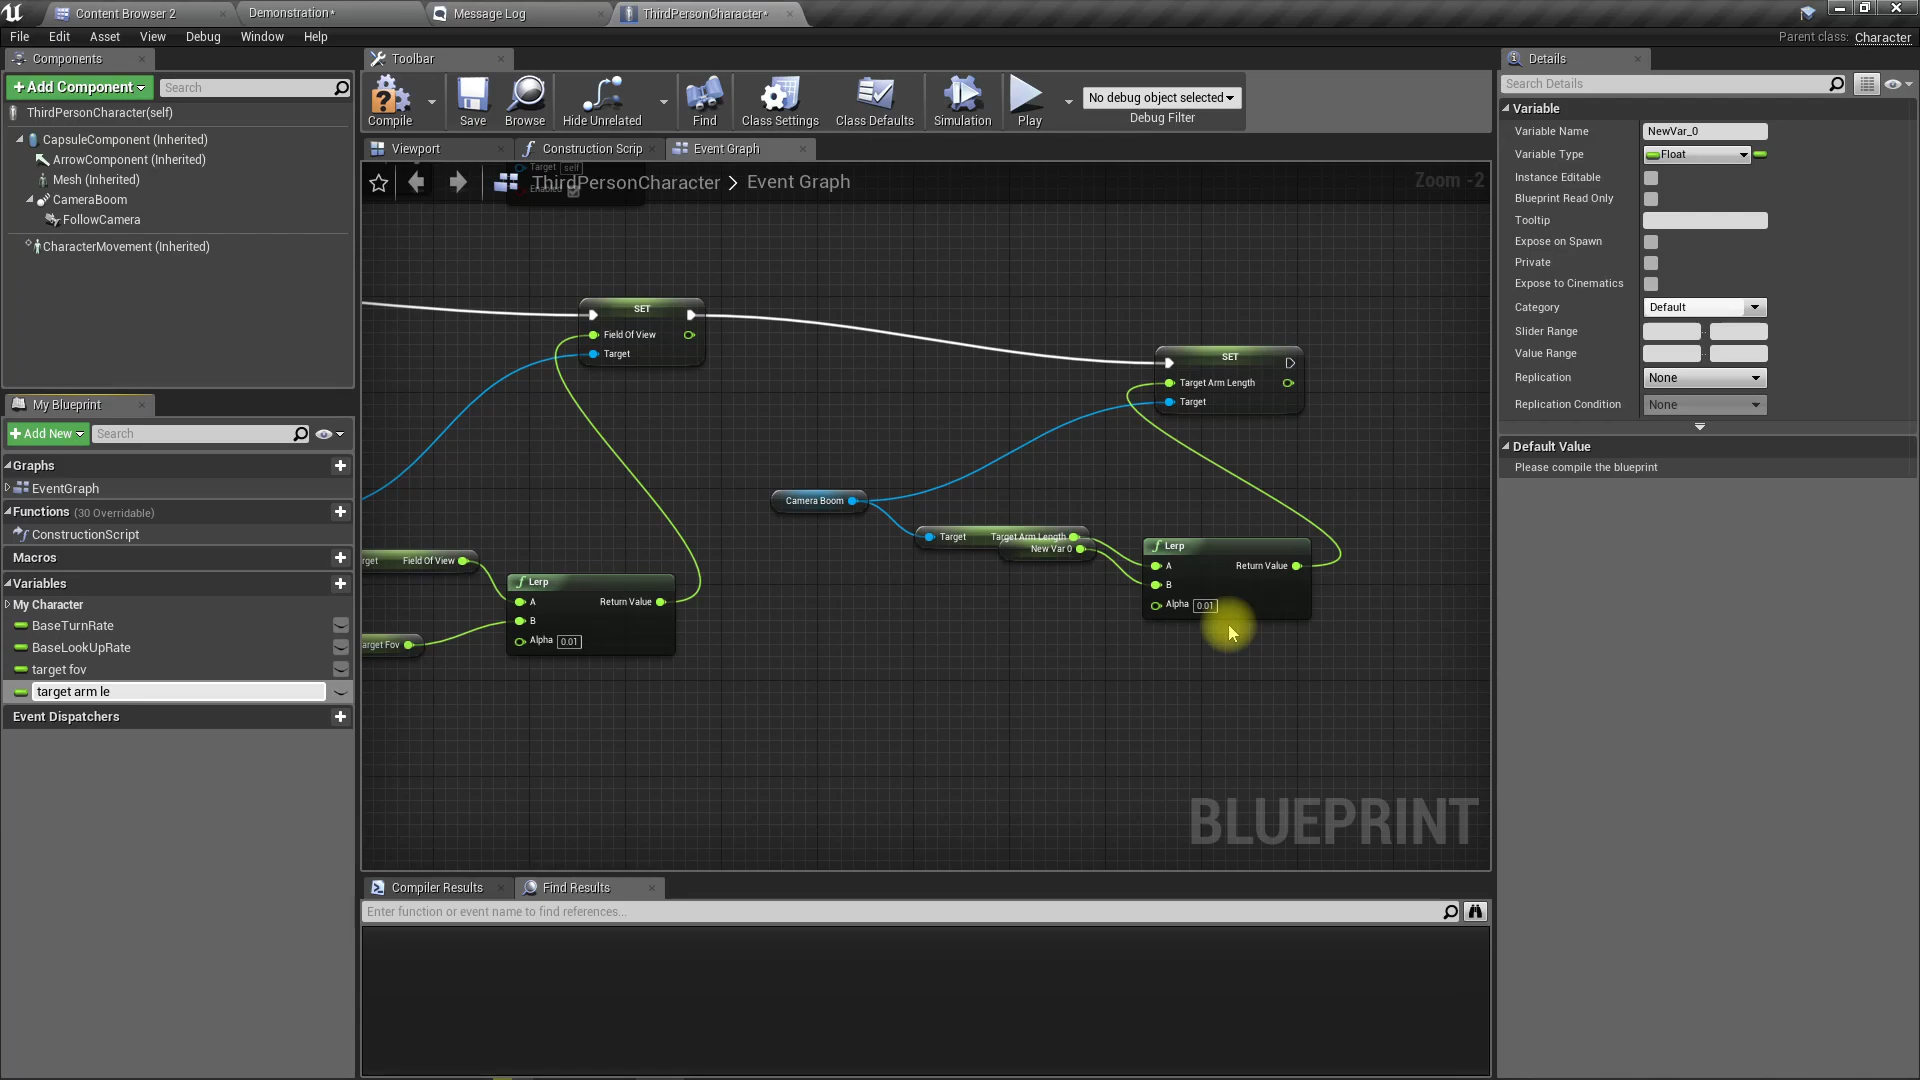 Content Browser 2
Demonstration*
Message Log
ThirdPersonCharacter*
File Edit Asset View Debug Window Help
Parent class: Character
Components
Toolbar
Details
+Add Component
Search
Search Details
ThirdPersonCharacter(self)
CapsuleComponent (Inherited)
ArrowComponent (Inherited)
Mesh (Inherited)
CameraBoom
FollowCamera
CharacterMovement (Inherited)
Compile
Save
Browse
Hide Unrelated
Find
Class Settings
Class Defaults
Simulation
Play
No debug object selected
Debug Filter
Viewport
Construction Scrip
Event Graph
Target self
Enabled
ThirdPersonCharacter > Event Graph
Zoom -2
SET
Field Of View
Target
SET
Target Arm Length
Target
Camera Boom
Target Target Arm Length
New Var 0
Lerp
A Return Value
B
Alpha 0.01
rget Field Of View
Lerp
A Return Value
B
Alpha 0.01
arget Fov
BLUEPRINT
My Blueprint
+Add New
Search
Graphs
EventGraph
Functions (30 Overridable)
ConstructionScript
Macros
Variables
My Character
BaseTurnRate
BaseLookUpRate
target fov
target arm le
Event Dispatchers
Compiler Results
Find Results
Enter function or event name to find references...
Variable
Variable Name NewVar_0
Variable Type Float
Instance Editable
Blueprint Read Only
Tooltip
Expose on Spawn
Private
Expose to Cinematics
Category Default
Slider Range
Value Range
Replication None
Replication Condition None
Default Value
Please compile the blueprint